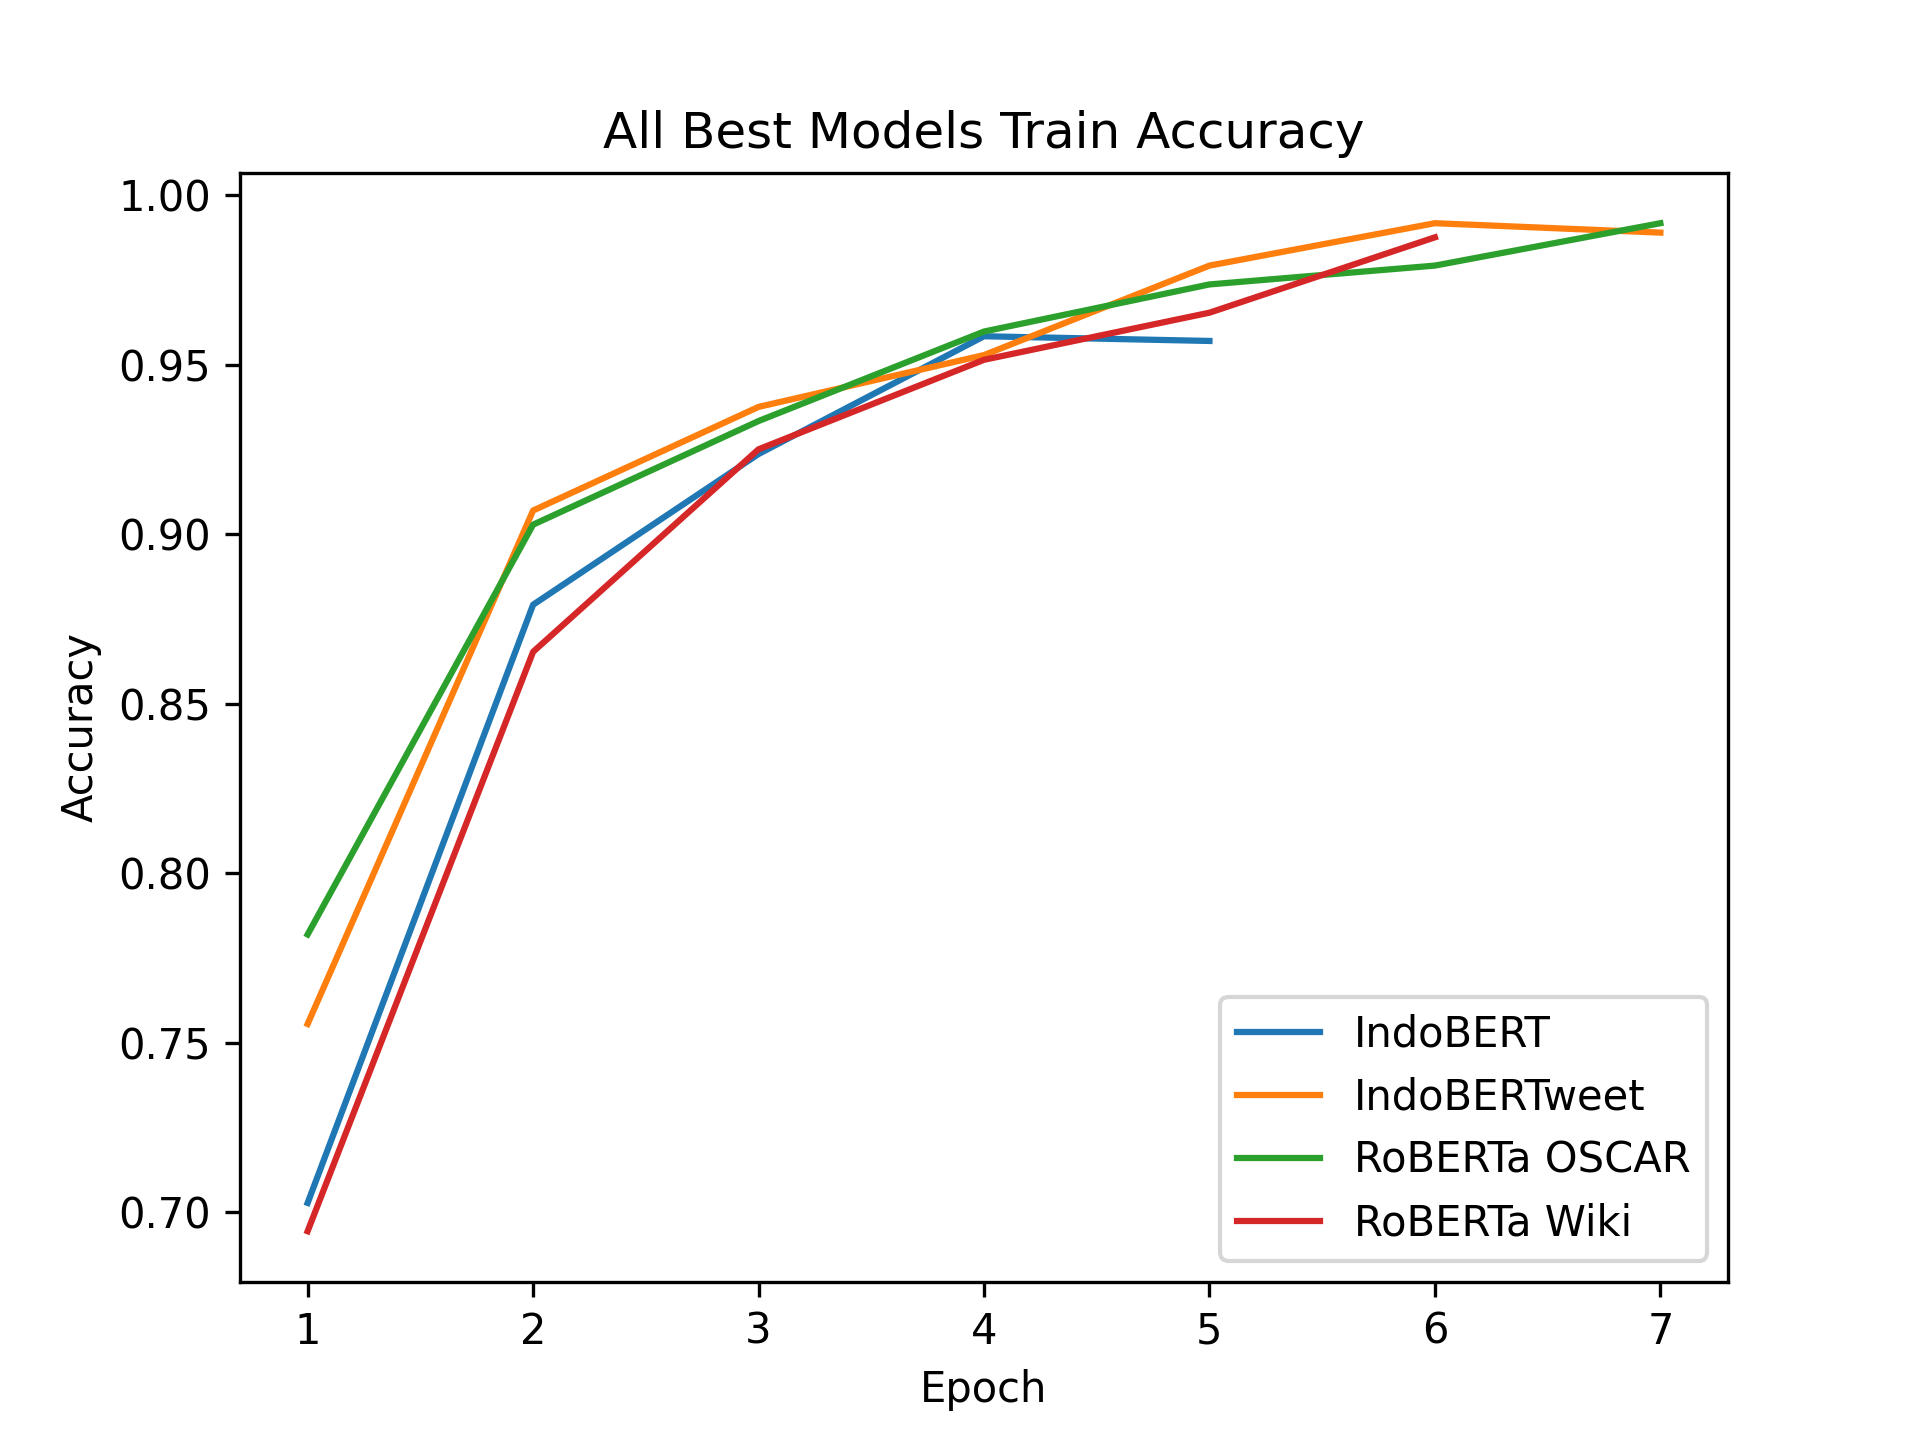 All Best Models Train Accuracy
1.00
0.95
0.90
0.85
0.80
0.75
0.70
Accuracy
IndoBERT
IndoBERTweet
RoBERTa OSCAR
RoBERTa Wiki
1 2 3 4 5 6 7
Epoch